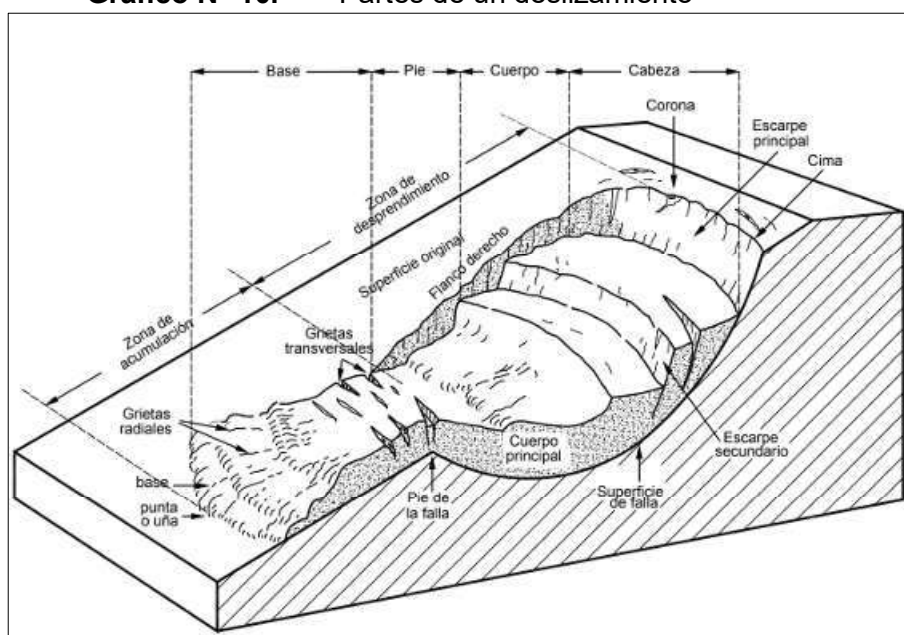 Partes de un deslizamiento
Base
Pie
Cuerpo
Cabeza
Corona
Escarpe
principal
Cima
Zona de
desprendimiento
Superficie original
Flanco derecho
Zona de
acumulación
Grietas
transversales
Grietas
radiales
base
punta
o uña
Pie de
la falla
Cuerpo
principal
Superficie
de falla
Escarpe
secundario